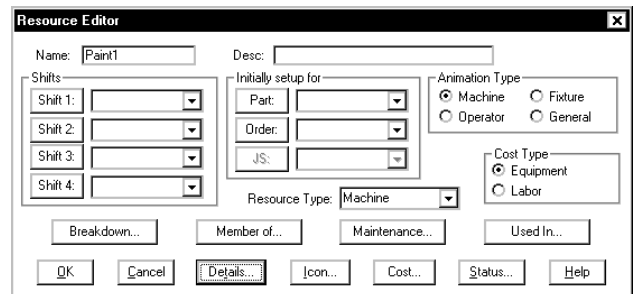 Resource Editor
Name: Paint1 Desc:
Shifts Initially setup for Animation Type
Shift 1: Part: Machine Fixture
Shift 2: Order: Operator General
Shift 3: JS: Cost Type
Shift 4: Equipment
Resource Type: Machine Labor
Breakdown... Member of... Maintenance... Used In...
OK Cancel Details... Icon... Cost... Status... Help